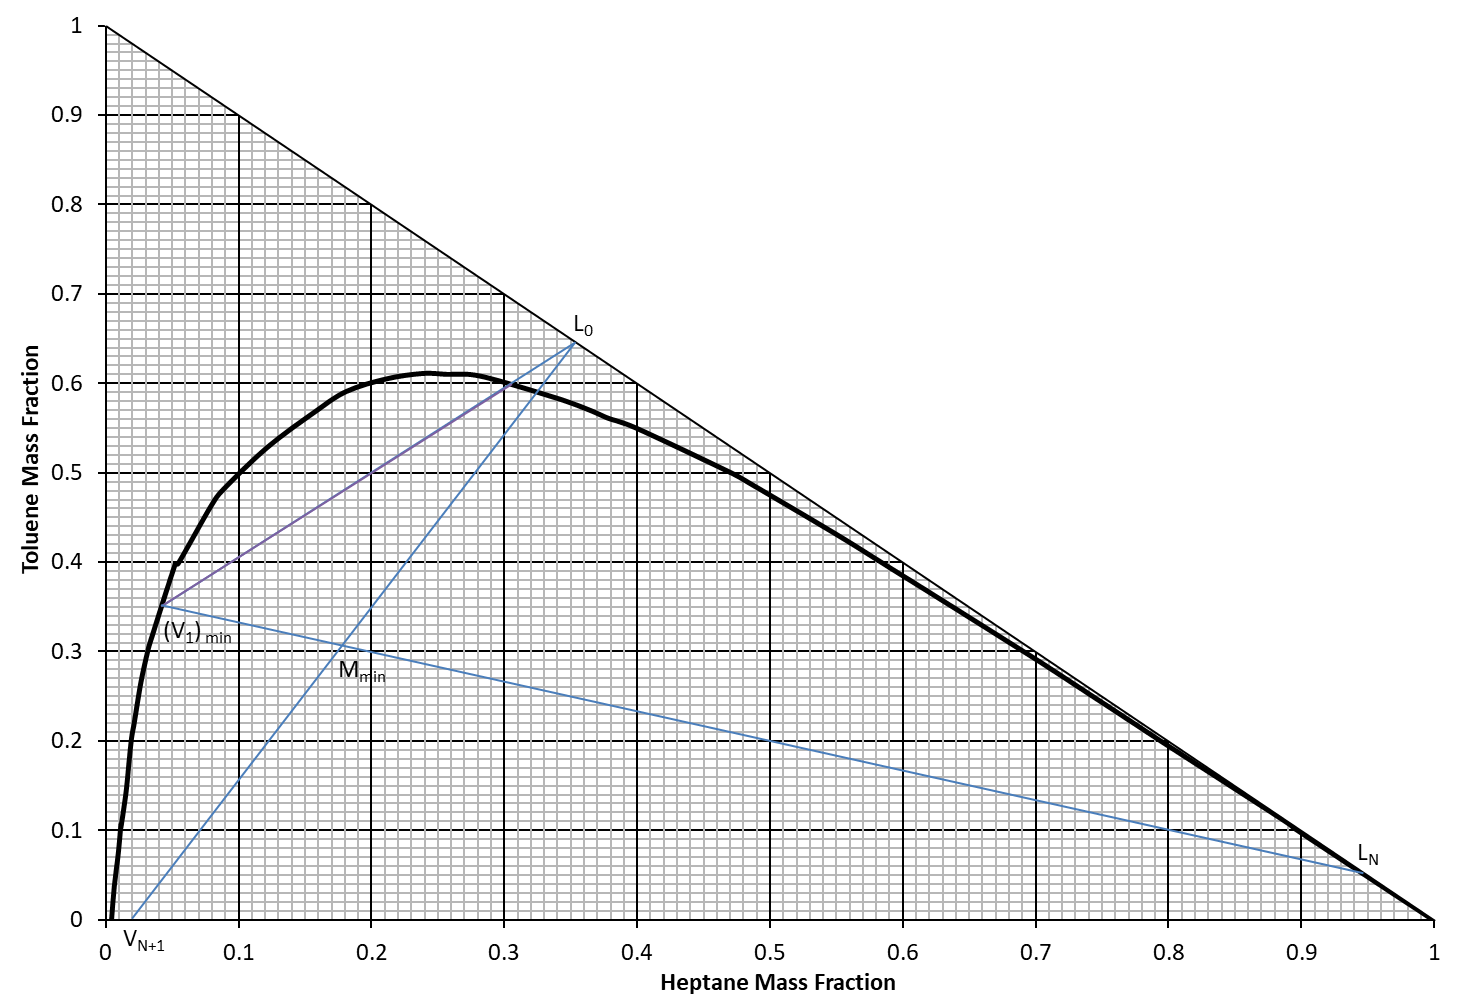 1
0.9
0.8
0.7
L0
0.6
0.5
Toluene Mass Fraction
0.4
(V1) min
0.3
Mmin
0.2
0.1
LN
0
VN+1
0 0.1 0.2 0.3 0.4 0.5 0.6 0.7 0.8 0.9 1
Heptane Mass Fraction